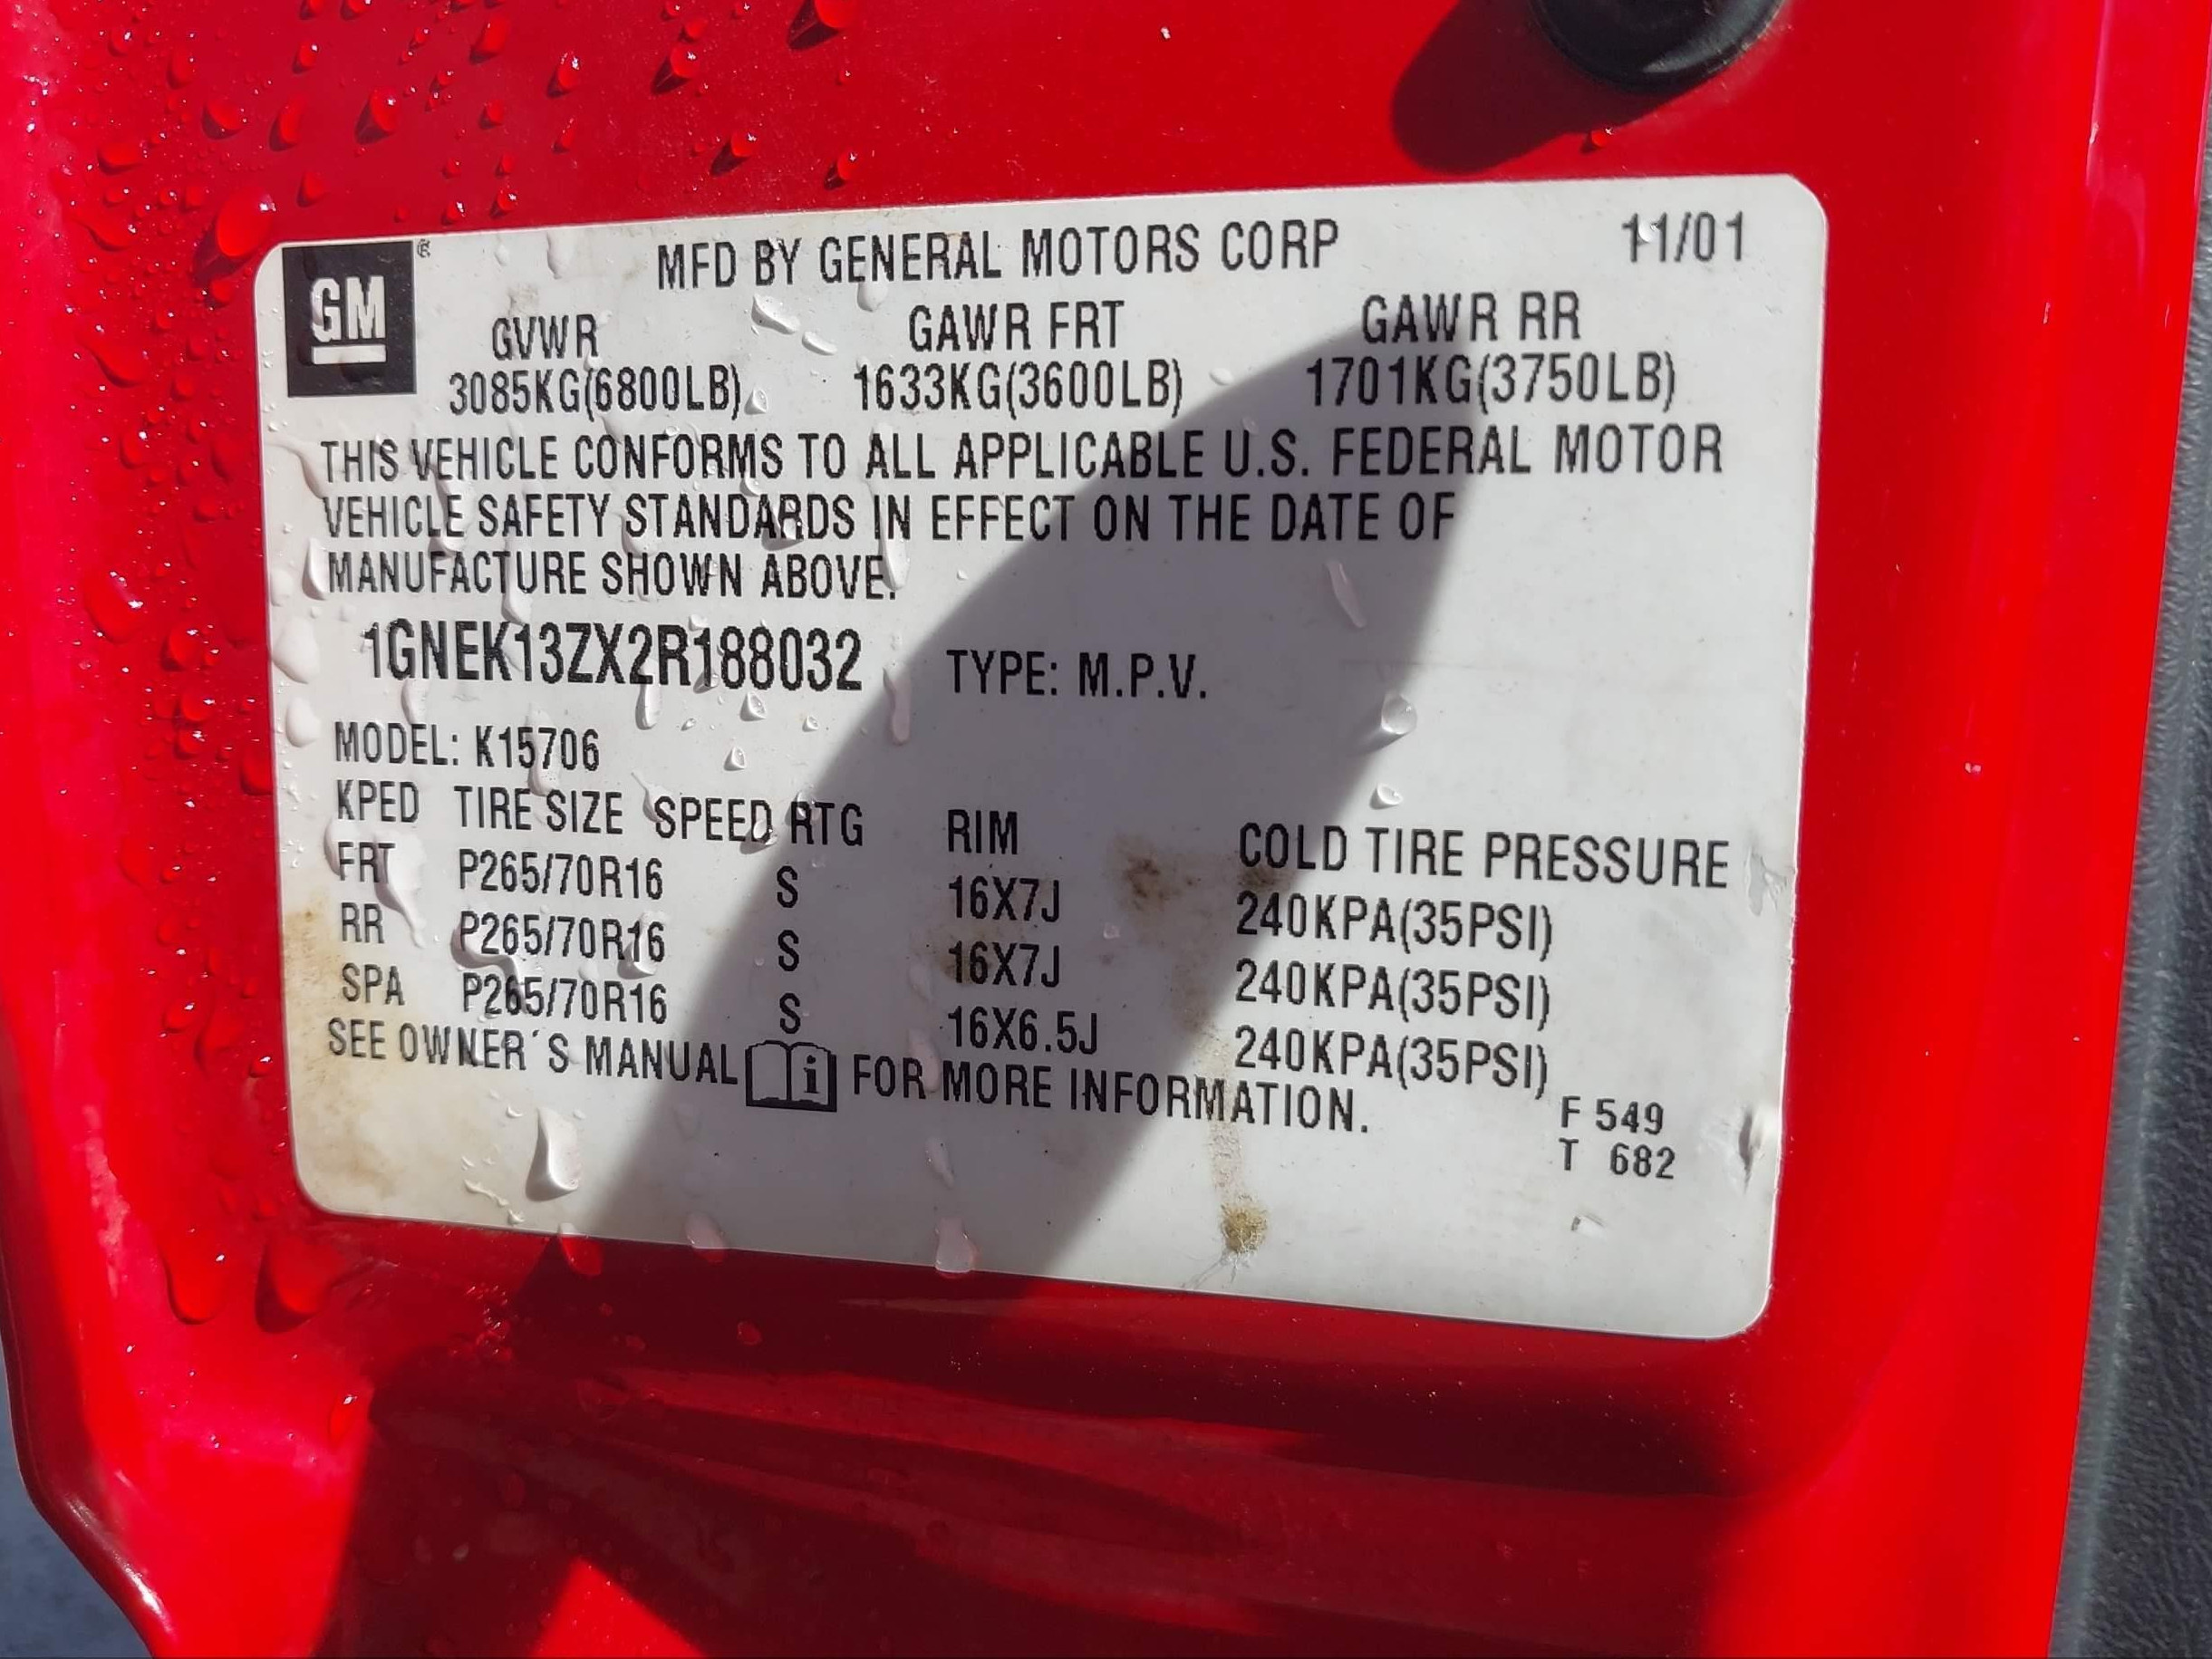 GM®
MFD BY GENERAL MOTORS CORP 11/01
GVWR GAWR FRT GAWR RR
3085KG(6800LB) 1633KG(3600LB) 1701KG(3750LB)
THIS VEHICLE CONFORMS TO ALL APPLICABLE U.S. FEDERAL MOTOR
VEHICLE SAFETY STANDARDS IN EFFECT ON THE DATE OF
MANUFACTURE SHOWN ABOVE.
1GNEK13ZX2R188032 TYPE: M.P.V.
MODEL: K15706
KPED TIRE SIZE SPEED RTG RIM COLD TIRE PRESSURE
FRT P265/70R16 S 16X7J 240KPA(35PSI)
RR P265/70R16 S 16X7J 240KPA(35PSI)
SPA P265/70R16 S 16X6.5J 240KPA(35PSI)
SEE OWNER´S MANUAL i FOR MORE INFORMATION.
F 549
T 682